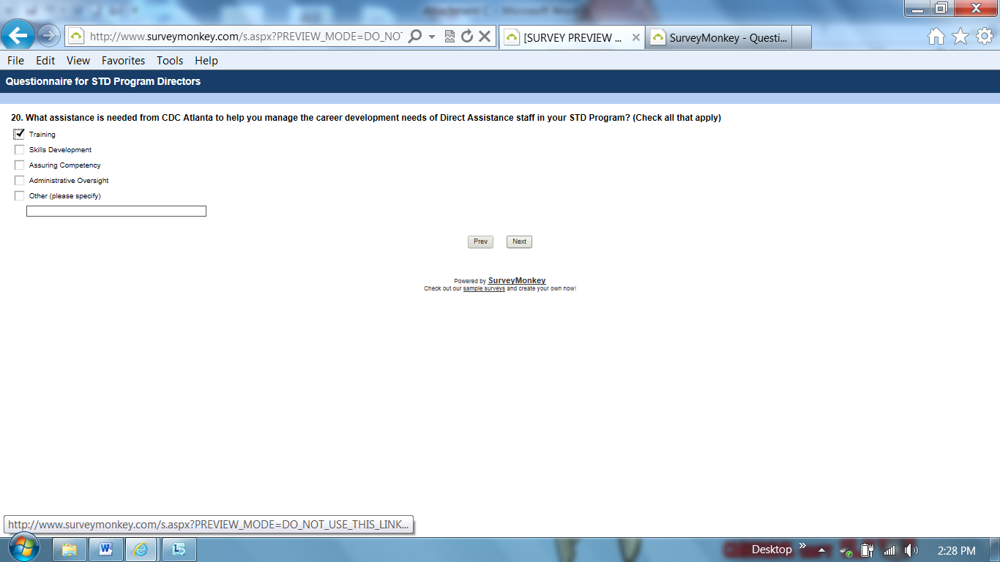 http://www.surveymonkey.com/s.aspx?PREVIEW_MODE=DO_NOT
[SURVEY PREVIEW ...
SurveyMonkey - Questi...
File Edit View Favorites Tools Help
Questionnaire for STD Program Directors
20. What assistance is needed from CDC Atlanta to help you manage the career development needs of Direct Assistance staff in your STD Program? (Check all that apply)
Training
Skills Development
Assuring Competency
Administrative Oversight
Other (please specify)
Prev Next
Powered by SurveyMonkey
Check out our sample surveys and create your own now!
http://www.surveymonkey.com/s.aspx?PREVIEW_MODE=DO_NOT_USE_THIS_LINK...
Desktop » 2:28 PM